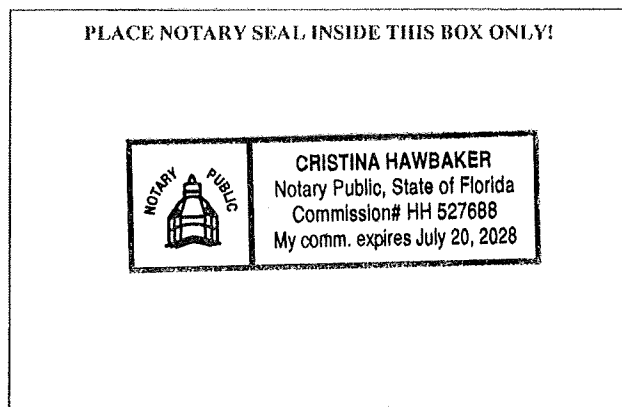 PLACE NOTARY SEAL INSIDE THIS BOX ONLY!
NOTARY PUBLIC
CRISTINA HAWBAKER
Notary Public, State of Florida
Commission# HH 527688
My comm. expires July 20, 2028